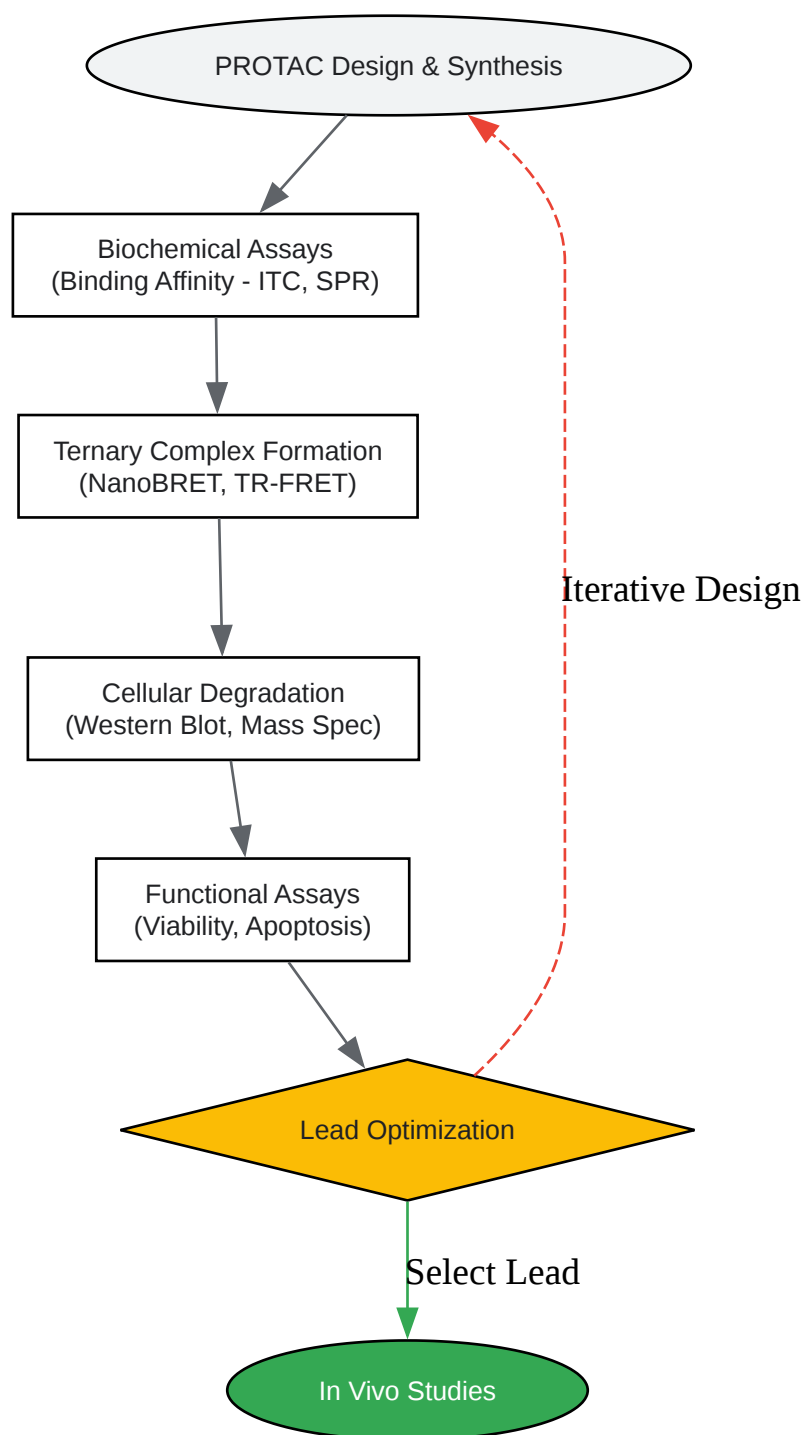 PROTAC Design & Synthesis
Biochemical Assays
(Binding Affinity - ITC, SPR)
Ternary Complex Formation
(NanoBRET, TR-FRET)
Iterative Design
Cellular Degradation
(Western Blot, Mass Spec)
Functional Assays
(Viability, Apoptosis)
Lead Optimization
Select Lead
In Vivo Studies